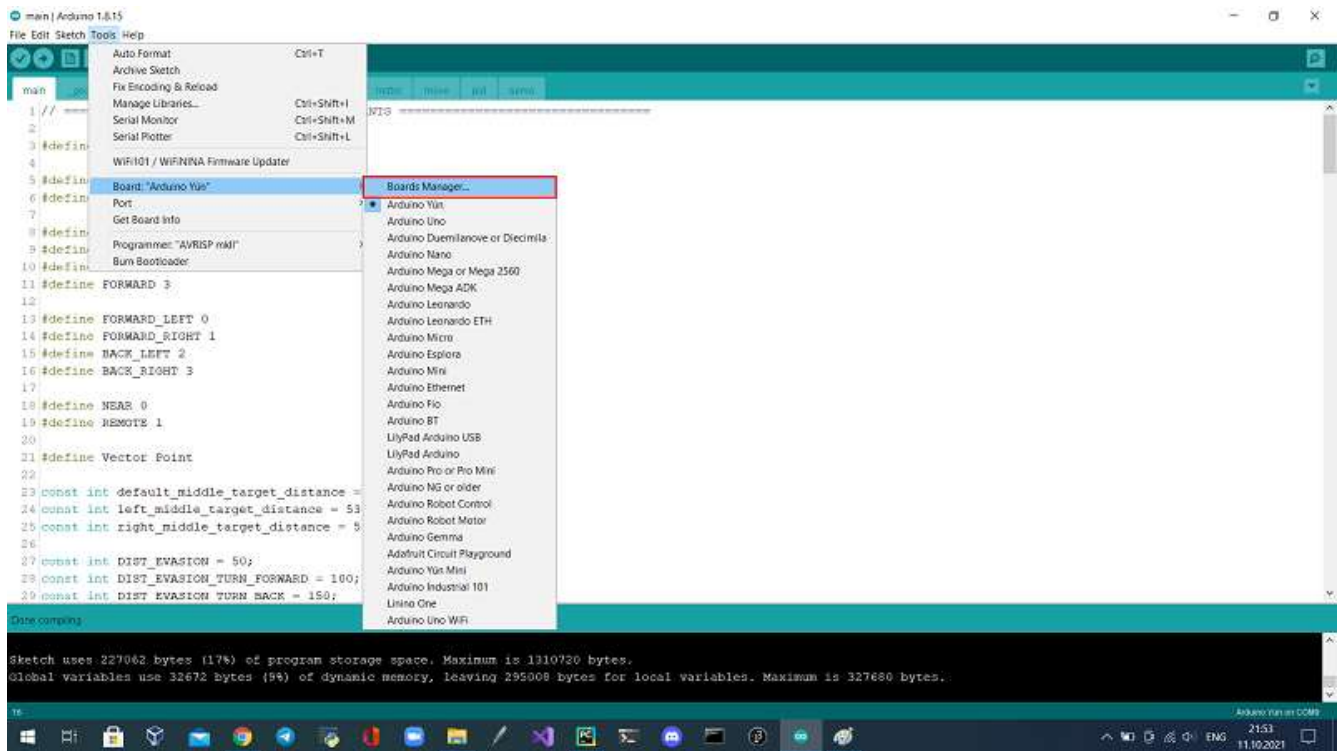 main | Arduino 1.8.15
File Edit Sketch Tools Help
Auto Format Ctrl+T
Archive Sketch
Fix Encoding & Reload
Manage Libraries... Ctrl+Shift+I
Serial Monitor Ctrl+Shift+M
Serial Plotter Ctrl+Shift+L
WiFi101 / WiFiNINA Firmware Updater
Board: "Arduino Yún"
Port
Get Board Info
Programmer: "AVRISP mkII"
Burn Bootloader
Boards Manager...
Arduino Yún
Arduino Uno
Arduino Duemilanove or Diecimila
Arduino Nano
Arduino Mega or Mega 2560
Arduino Mega ADK
Arduino Leonardo
Arduino Leonardo ETH
Arduino Micro
Arduino Esplora
Arduino Mini
Arduino Ethernet
Arduino Fio
Arduino BT
LilyPad Arduino USB
LilyPad Arduino
Arduino Pro or Pro Mini
Arduino NG or older
Arduino Robot Control
Arduino Robot Motor
Arduino Gemma
Adafruit Circuit Playground
Arduino Yún Mini
Arduino Industrial 101
Linino One
Arduino Uno WiFi
main move pid
1 // NTS
2
3 #defin
4
5 #defin
6 #defin
7
8 #defin
9 #defin
10 #defin
11 #define FORWARD 3
12
13 #define FORWARD_LEFT 0
14 #define FORWARD_RIGHT 1
15 #define BACK_LEFT 2
16 #define BACK_RIGHT 3
17
18 #define NEAR 0
19 #define REMOTE 1
20
21 #define Vector Point
22
23 const int default_middle_target_distance =
24 const int left_middle_target_distance = 53
25 const int right_middle_target_distance = 5
26
27 const int DIST_EVASION = 50;
28 const int DIST_EVASION_TURN_FORWARD = 100;
29 const int DIST_EVASION_TURN_BACK = 150;
Done compiling
Sketch uses 227062 bytes (17%) of program storage space. Maximum is 1310720 bytes.
Global variables use 32672 bytes (9%) of dynamic memory, leaving 295008 bytes for local variables. Maximum is 327680 bytes.
16
Arduino Yún on
ENG
21:53
11.10.2021